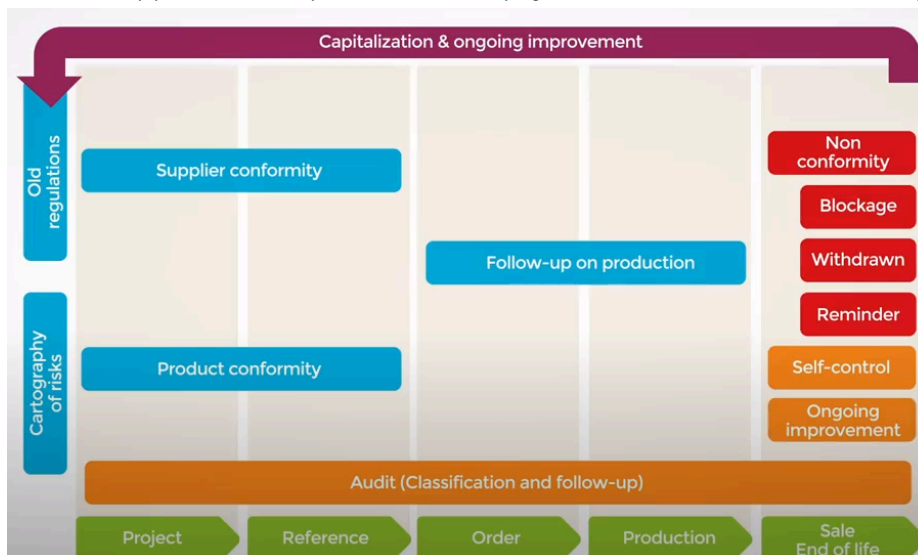 Capitalization & ongoing improvement
Old
regulations
Supplier conformity
Non
conformity
Blockage
Follow-up on production
Withdrawn
Reminder
Cartography
of risks
Product conformity
Self-control
Ongoing
improvement
Audit (Classification and follow-up)
Project
Reference
Order
Production
Sale
End of life